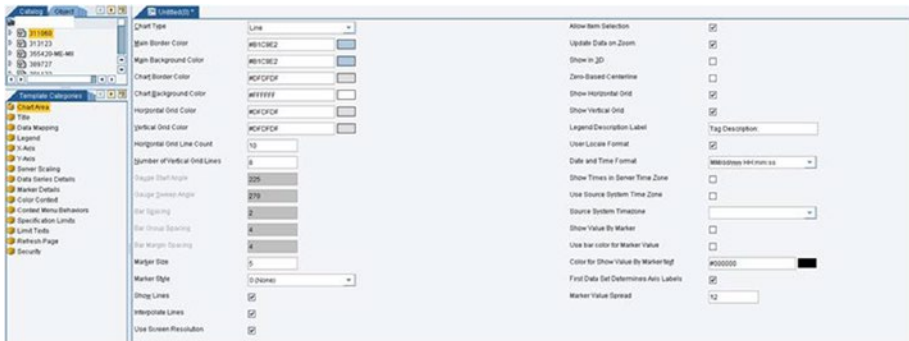 Catalog Object
Untitled(0) *
311068
313123
355420-ME-MII
389727
Template Categories
Chart Area
Title
Data Mapping
Legend
X-Axis
Y-Axis
Server Scaling
Data Series Details
Marker Details
Color Context
Context Menu Behaviors
Specification Limits
Limit Texts
Refresh Page
Security
Chart Type Line
Main Border Color #B1C9E2
Main Background Color #B1C9E2
Chart Border Color #DFDFDF
Chart Background Color #FFFFFF
Horizontal Grid Color #DFDFDF
Vertical Grid Color #DFDFDF
Horizontal Grid Line Count 10
Number of Vertical Grid Lines 8
Gauge Start Angle 225
Gauge Sweep Angle 270
Bar Spacing 2
Bar Group Spacing 4
Bar Margin Spacing 4
Marker Size 5
Marker Style 0 (None)
Show Lines
Interpolate Lines
Use Screen Resolution
Allow Item Selection
Update Data on Zoom
Show in 3D
Zero-Based Centerline
Show Horizontal Grid
Show Vertical Grid
Legend Description Label Tag Description:
User Locale Format
Date and Time Format MM/dd/yyyy HH:mm:ss
Show Times in Server Time Zone
Use Source System Time Zone
Source System Timezone
Show Value By Marker
Use bar color for Marker Value
Color for Show Value By Marker #000000
First Data Set Determines Axis Labels
Marker Value Spread 12